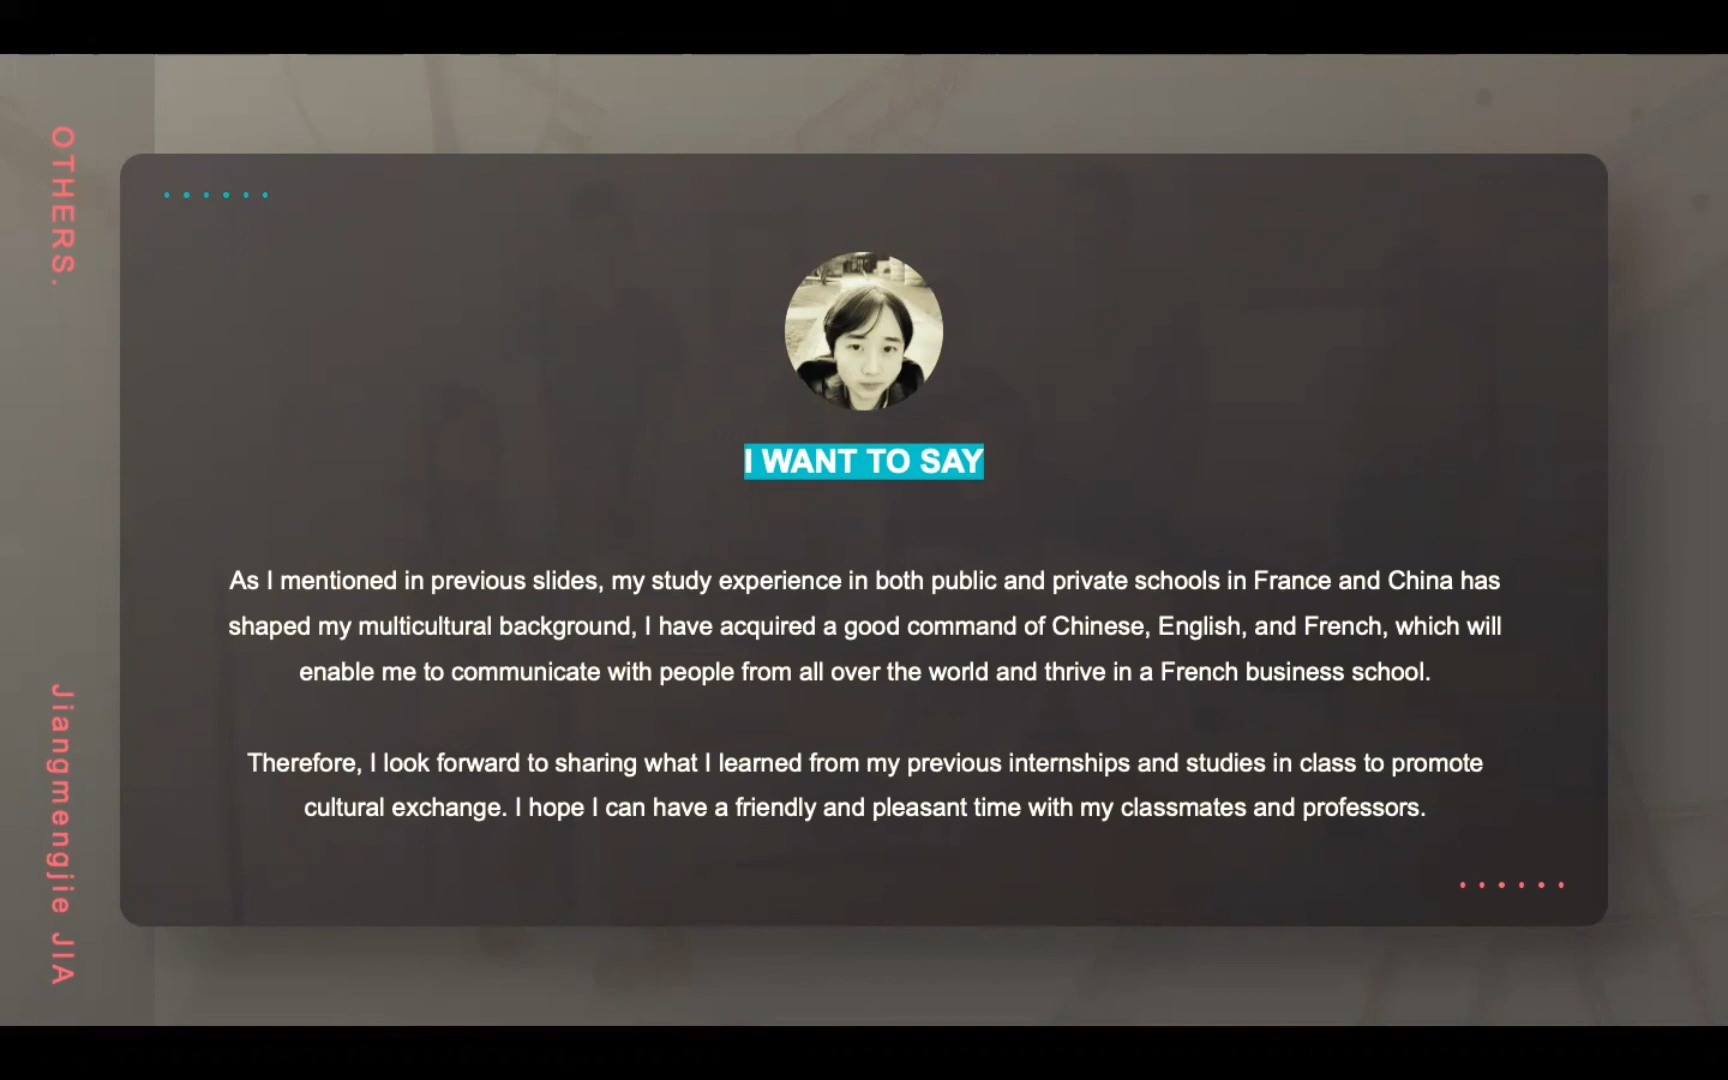 OTHERS.
I WANT TO SAY
As I mentioned in previous slides, my study experience in both public and private schools in France and China has
shaped my multicultural background, I have acquired a good command of Chinese, English, and French, which will
enable me to communicate with people from all over the world and thrive in a French business school.
Therefore, I look forward to sharing what I learned from my previous internships and studies in class to promote
cultural exchange. I hope I can have a friendly and pleasant time with my classmates and professors.
Jiangmengjie JIA